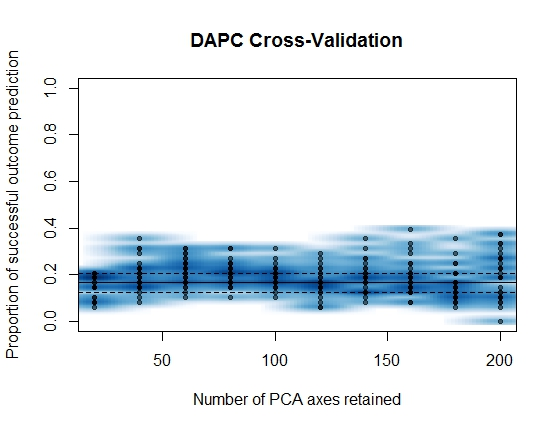 DAPC Cross-Validation
Proportion of successful outcome prediction
1.0
0.8
0.6
0.4
0.2
0.0
50 100 150 200
Number of PCA axes retained